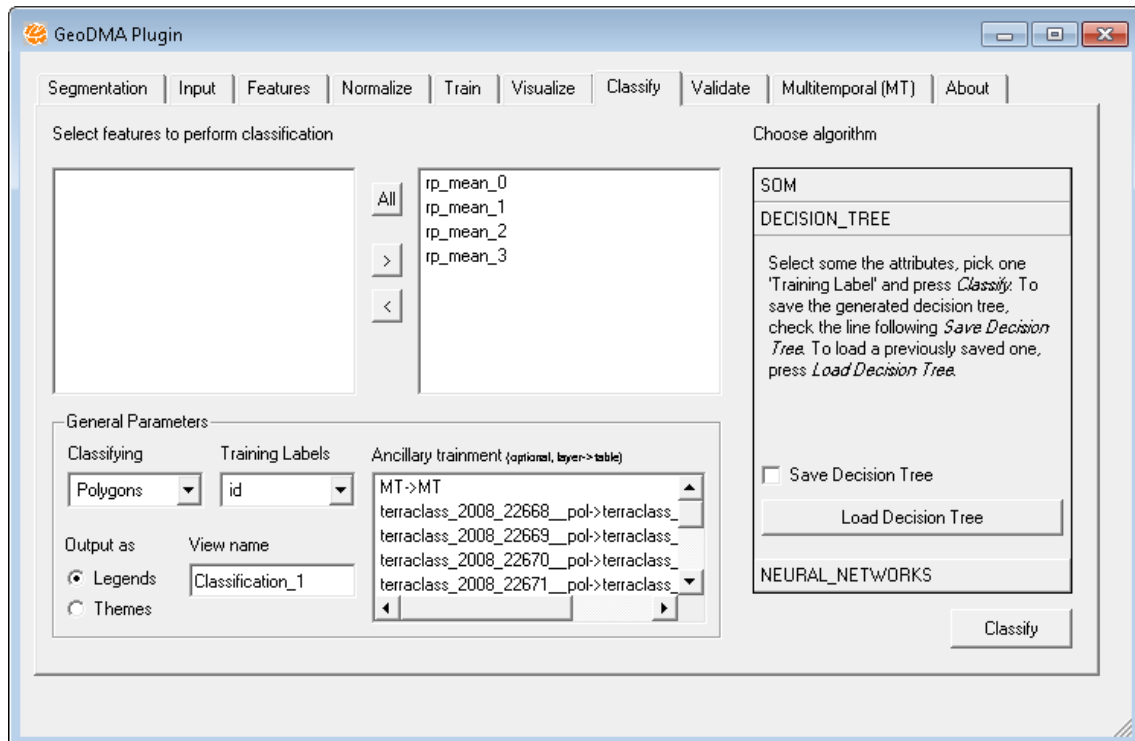 GeoDMA Plugin
Segmentation Input Features Normalize Train Visualize Classify Validate Multitemporal (MT) About
Select features to perform classification
All
>
<
rp_mean_0
rp_mean_1
rp_mean_2
rp_mean_3
Choose algorithm
SOM
DECISION_TREE
Select some the attributes, pick one
'Training Label' and press Classify. To
save the generated decision tree,
check the line following Save Decision
Tree. To load a previously saved one,
press Load Decision Tree.
Save Decision Tree
Load Decision Tree
NEURAL_NETWORKS
General Parameters
Classifying
Polygons
Training Labels
id
Output as
Legends
Themes
View name
Classification_1
Ancillary trainment (optional, layer->table)
MT->MT
terraclass_2008_22668__pol->terraclass_
terraclass_2008_22669__pol->terraclass_
terraclass_2008_22670__pol->terraclass_
terraclass_2008_22671__pol->terraclass_
Classify